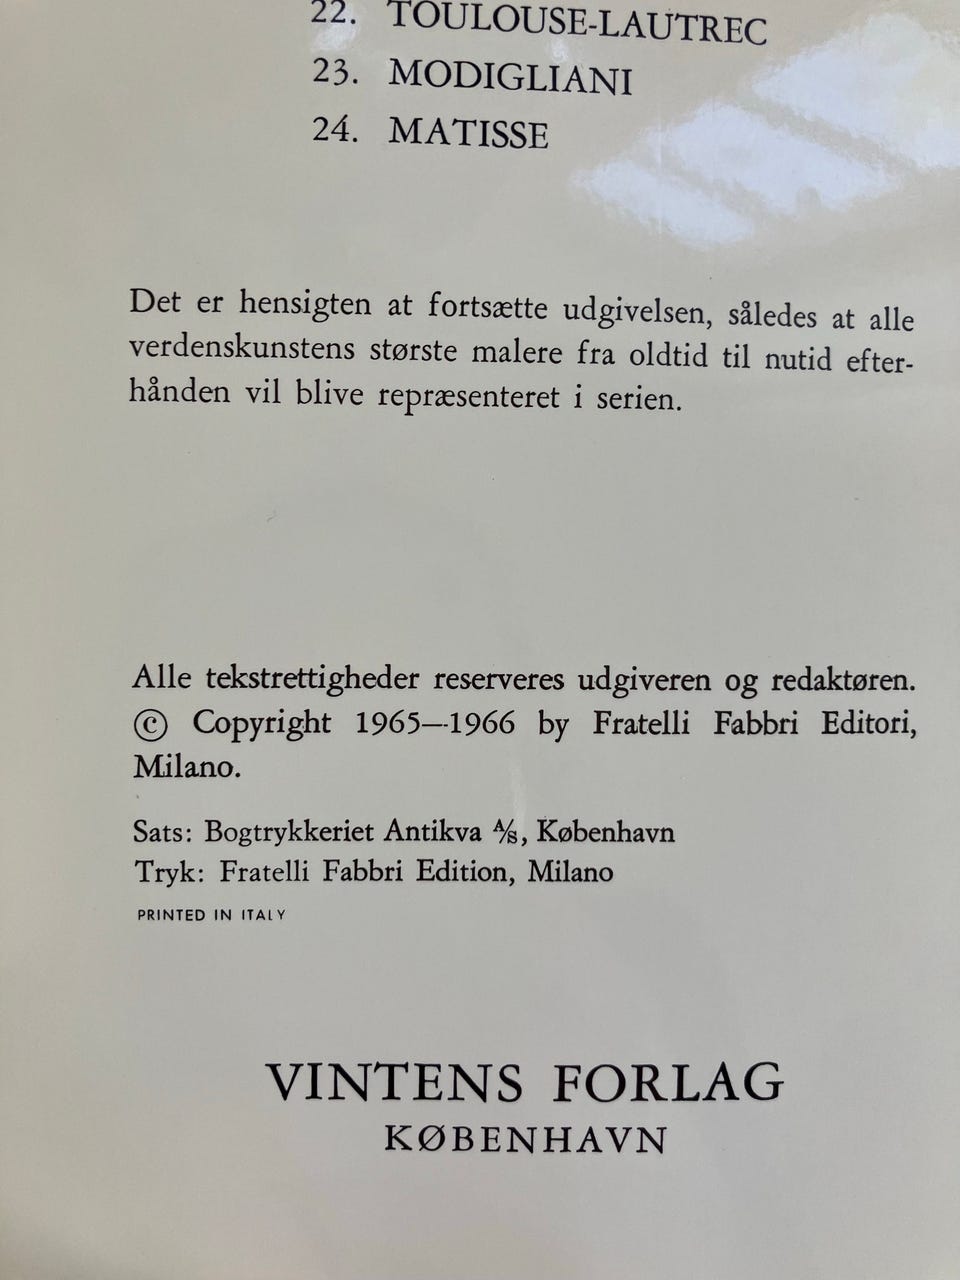 22. TOULOUSE-LAUTREC
23. MODIGLIANI
24. MATISSE
Det er hensigten at fortsætte udgivelsen, således at alle
verdenskunstens største malere fra oldtid til nutid efter-
hånden vil blive repræsenteret i serien.
Alle tekstrettigheder reserveres udgiveren og redaktøren.
© Copyright 1965—1966 by Fratelli Fabbri Editori,
Milano.
Sats: Bogtrykkeriet Antikva A/S, København
Tryk: Fratelli Fabbri Edition, Milano
PRINTED IN ITALY
VINTENS FORLAG
KØBENHAVN